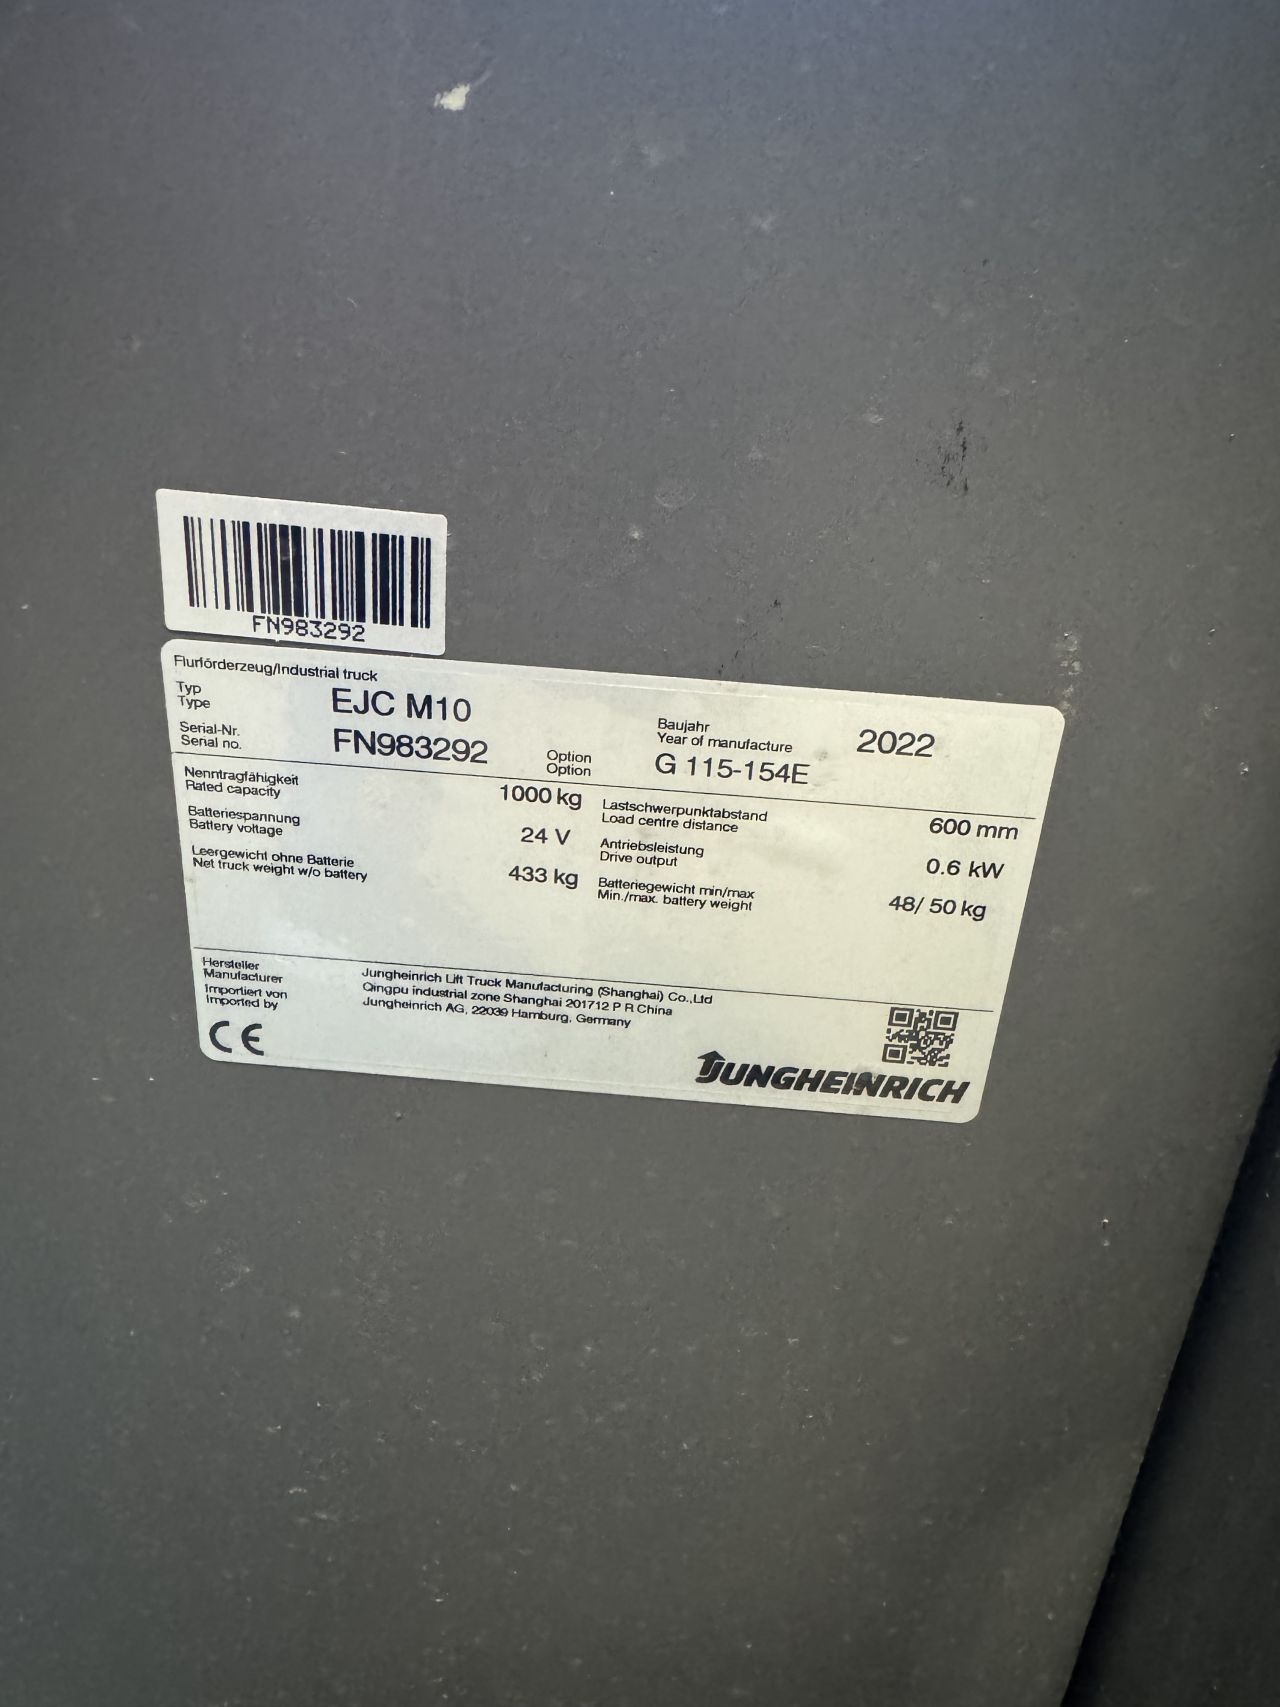 FN983292
Flurförderzeug/Industrial truck
Typ
Type
EJC M10
Baujahr
Year of manufacture
2022
Serial-Nr.
Serial no.
FN983292
Option
Option
G 115-154E
Nenntragfähigkeit
Rated capacity
1000 kg
Lastschwerpunktabstand
Load centre distance
600 mm
Batteriespannung
Battery voltage
24 V
Antriebsleistung
Drive output
0.6 kW
Leergewicht ohne Batterie
Net truck weight w/o battery
433 kg
Batteriegewicht min/max
Min./max. battery weight
48/ 50 kg
Hersteller
Manufacturer
Jungheinrich Lift Truck Manufacturing (Shanghai) Co.,Ltd
Qingpu industrial zone Shanghai 201712 P R China
Importiert von
Imported by
Jungheinrich AG, 22039 Hamburg, Germany
CE
JUNGHEINRICH